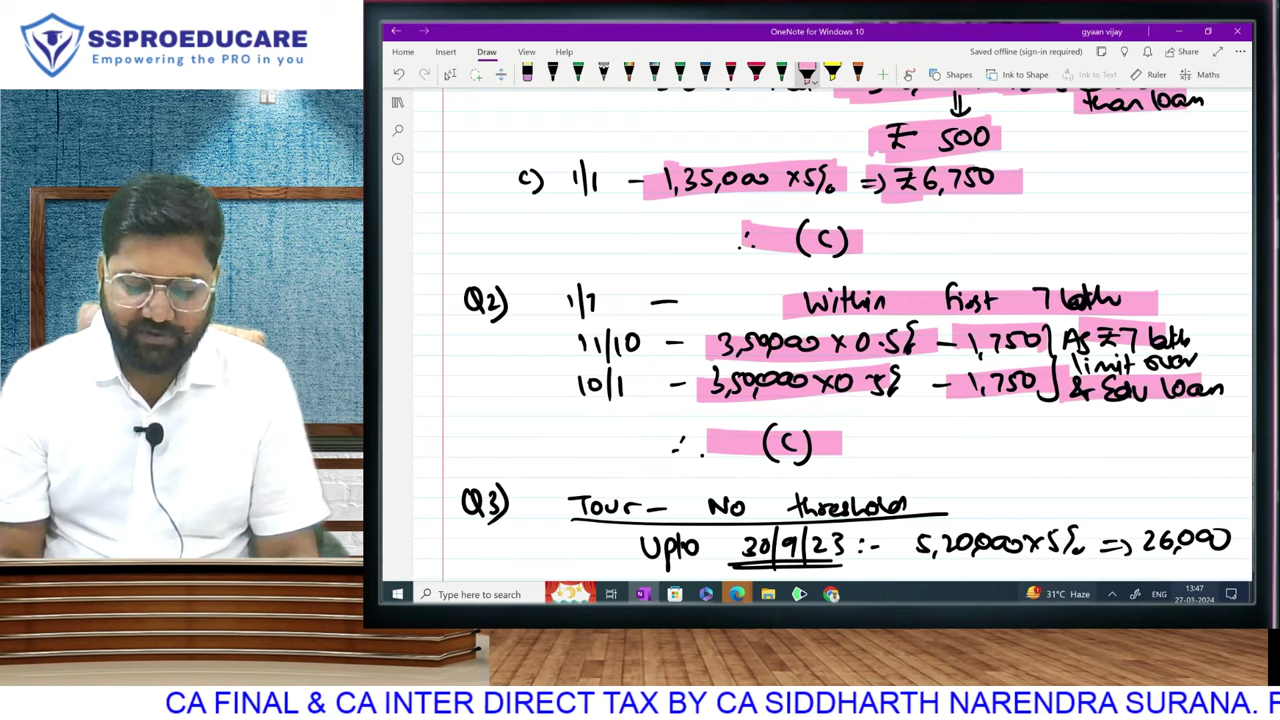 SSPROEDUCARE
Empowering the PRO in you
OneNote for Windows 10
gyaan vijay
Home Insert Draw View Help
Saved offline (sign-in required)
Share
Shapes
Ink to Shape
Ink to Text
Ruler
Maths
than loan
₹ 500
c) 1/1 - 1,35,000 x5% => ₹6,750
∴ (C)
Q2) 1/7 — Within first 7 lakh
11/10 - 3,50,000 x 0.5% - 1,750
10/1 - 3,50,000 x 0.5% - 1,750
As ₹7 lakh
limit over
& Edu loan
∴ (C)
Q3) Tour - No threshold
Upto 30/9/23 :- 5,20,000x5% => 26,000
Type here to search
31°C Haze
ENG
13:47
27-03-2024
CA FINAL & CA INTER DIRECT TAX BY CA SIDDHARTH NARENDRA SURANA.